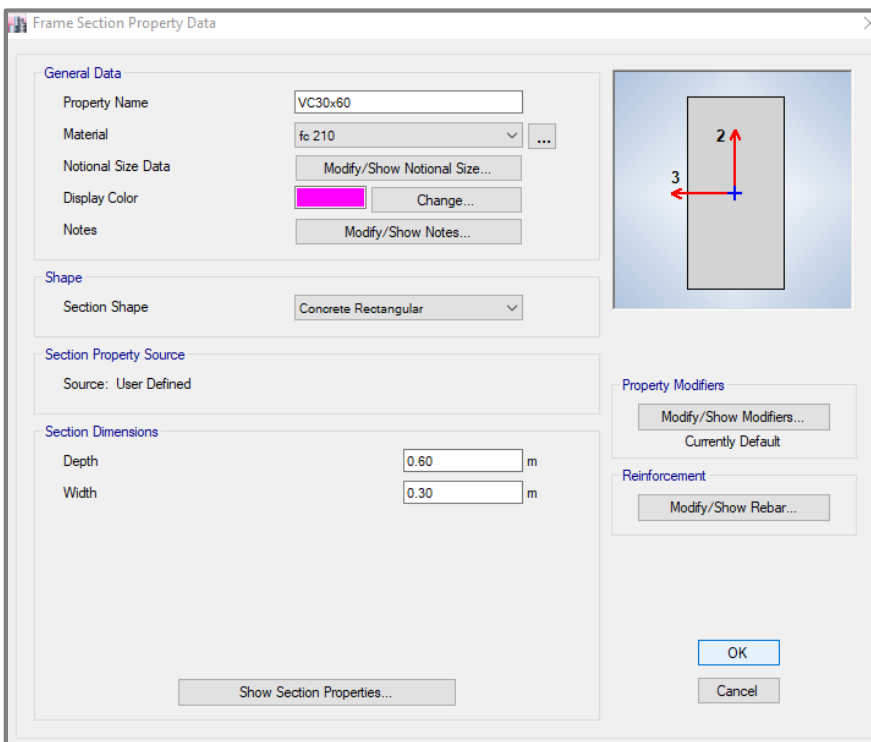 Frame Section Property Data
General Data
Property Name VC30x60
Material fc 210 ...
Notional Size Data Modify/Show Notional Size...
Display Color Change...
Notes Modify/Show Notes...
Shape
Section Shape Concrete Rectangular
Section Property Source
Source: User Defined
Section Dimensions
Depth 0.60 m
Width 0.30 m
Show Section Properties...
2
3
Property Modifiers
Modify/Show Modifiers...
Currently Default
Reinforcement
Modify/Show Rebar...
OK
Cancel